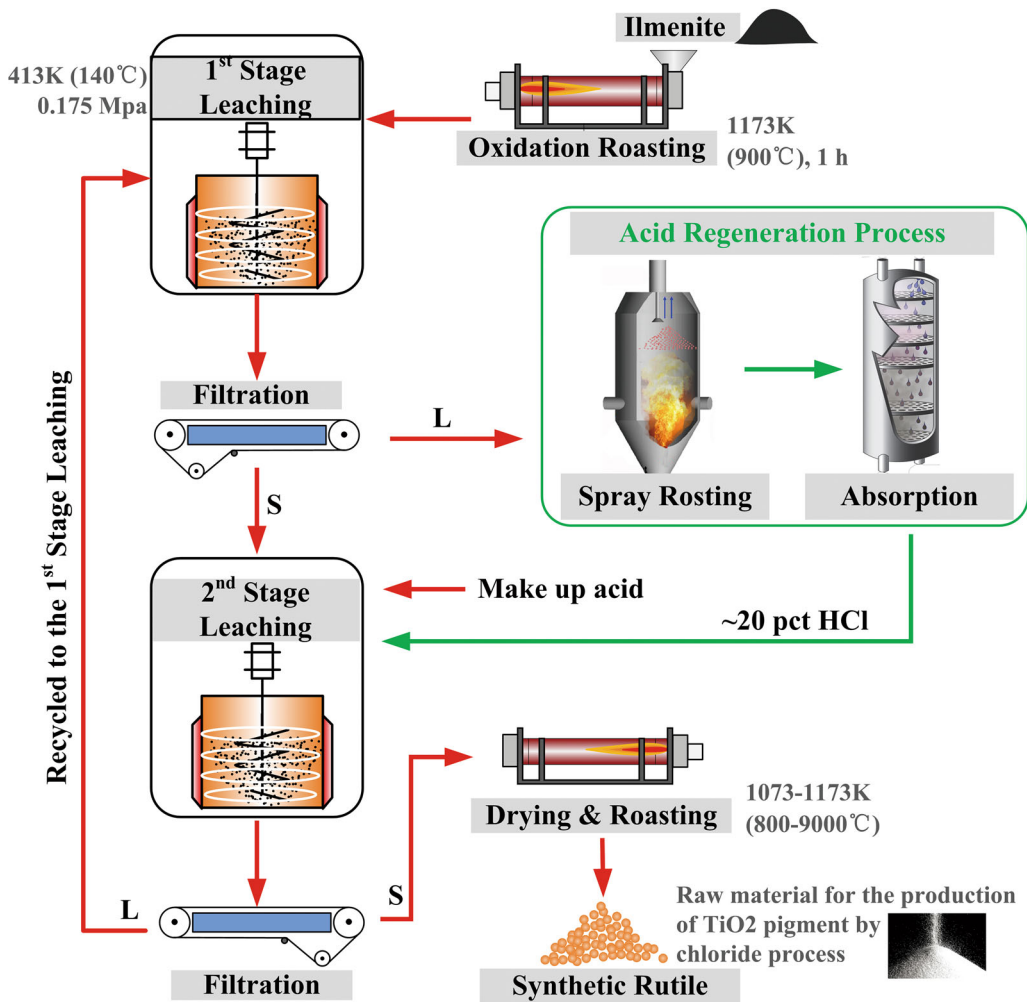 Ilmenite
413K (140℃)
0.175 Mpa
1st Stage
Leaching
Oxidation Roasting
1173K
(900℃), 1 h
Acid Regeneration Process
Filtration
L
S
Spray Rosting
Absorption
Recycled to the 1st Stage Leaching
2nd Stage
Leaching
Make up acid
~20 pct HCl
Drying & Roasting
1073-1173K
(800-9000℃)
L
S
Filtration
Raw material for the production
of TiO2 pigment by
chloride process
Synthetic Rutile